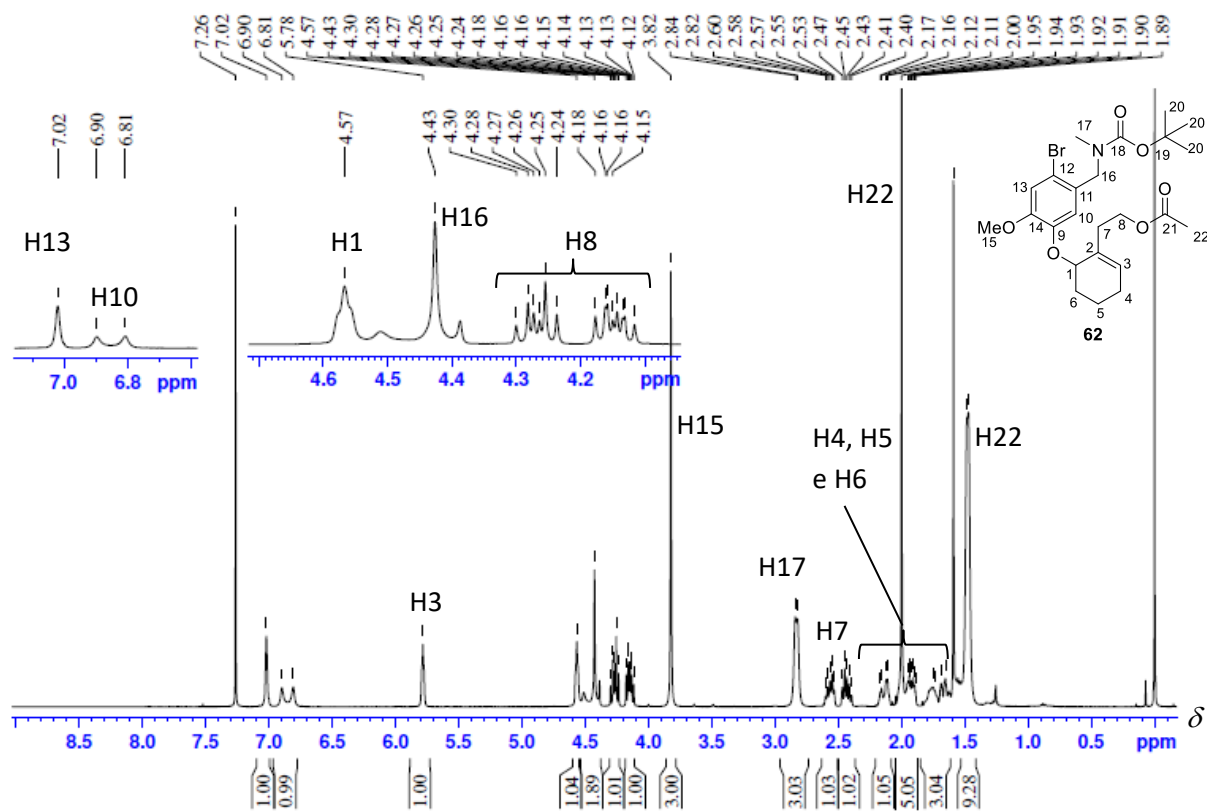 7.26 7.02 6.90 6.81 5.78 4.57 4.43 4.30 4.28 4.27 4.26 4.25 4.24 4.18 4.16 4.16 4.15 4.14 4.13 4.13 4.12 3.82 2.84 2.82 2.60 2.58 2.57 2.55 2.53 2.47 2.45 2.43 2.41 2.40 2.17 2.16 2.12 2.11 2.00 1.95 1.94 1.93 1.92 1.91 1.90 1.89
7.02 6.90 6.81
4.57 4.43 4.30 4.28 4.27 4.26 4.25 4.24 4.18 4.16 4.16 4.15
H13
H10
7.0 6.8 ppm
H1
H16
H8
4.6 4.5 4.4 4.3 4.2 ppm
H22
17 N 18 O O 19 20 20 20
Br 12 16
13 11 10
MeO 15 14 9
O 1 2 3 4 5 6 7 8 O 21 O 22
62
H3
H15
H17
H7
H4, H5
e H6
H22
8.5 8.0 7.5 7.0 6.5 6.0 5.5 5.0 4.5 4.0 3.5 3.0 2.5 2.0 1.5 1.0 0.5 ppm
δ
1.00 0.99 1.00 1.04 1.89 1.01 1.00 3.00 3.03 1.03 1.02 1.05 5.05 3.04 9.28